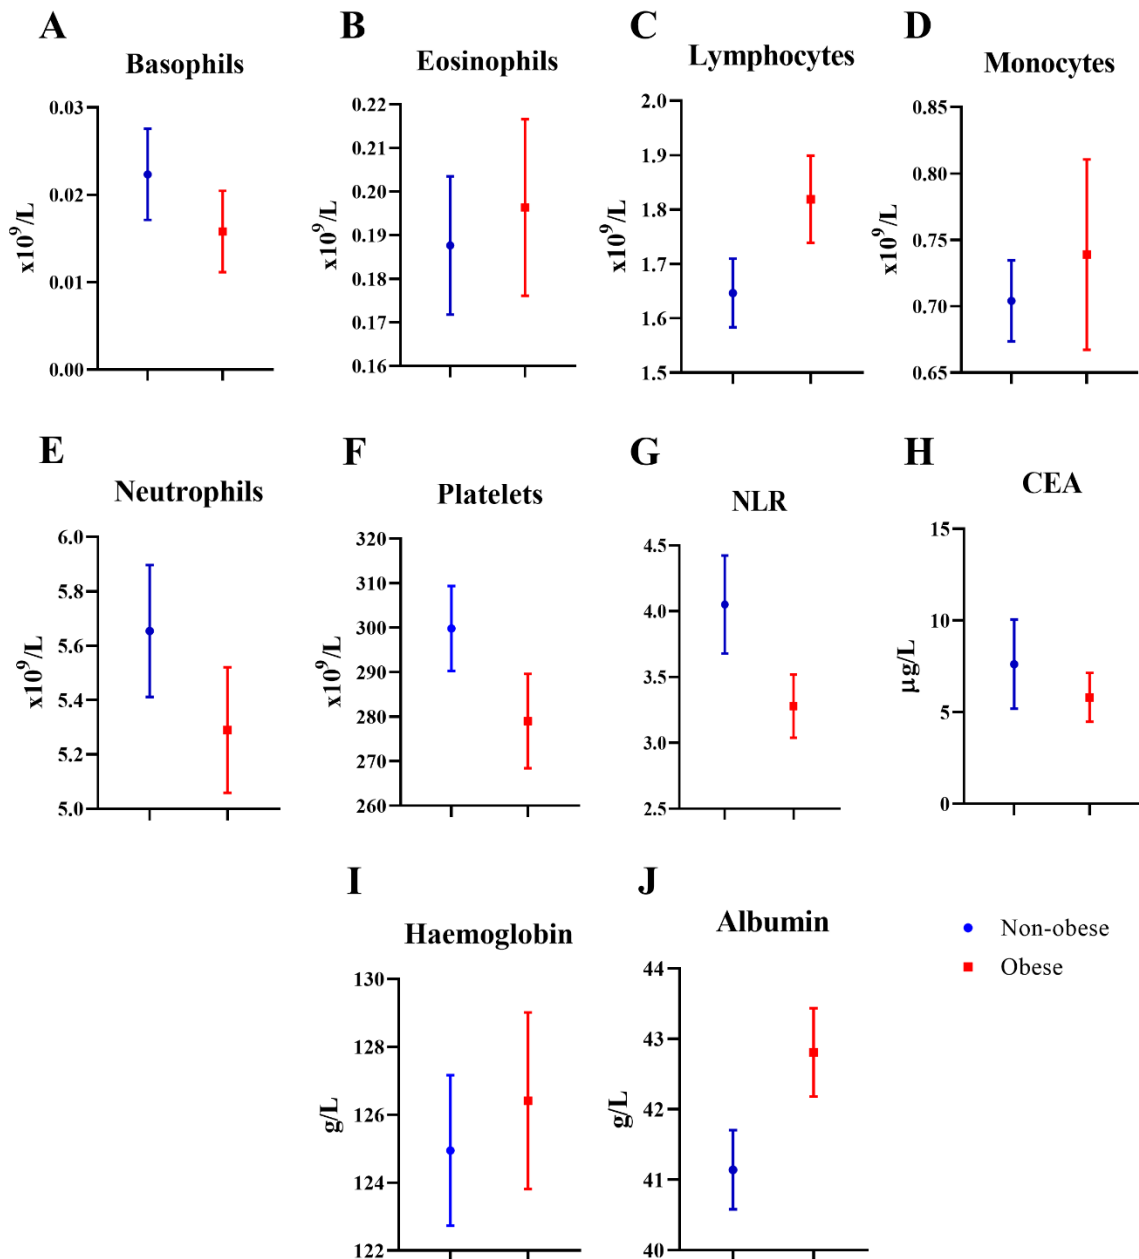 A
Basophils
x10⁹/L
0.03
0.02
0.01
0.00
B
Eosinophils
x10⁹/L
0.22
0.21
0.20
0.19
0.18
0.17
0.16
C
Lymphocytes
x10⁹/L
2.0
1.9
1.8
1.7
1.6
1.5
D
Monocytes
x10⁹/L
0.85
0.80
0.75
0.70
0.65
E
Neutrophils
x10⁹/L
6.0
5.8
5.6
5.4
5.2
5.0
F
Platelets
x10⁹/L
320
310
300
290
280
270
260
G
NLR
4.5
4.0
3.5
3.0
2.5
H
CEA
µg/L
15
10
5
0
I
Haemoglobin
g/L
130
128
126
124
122
J
Albumin
g/L
44
43
42
41
40
Non-obese
Obese